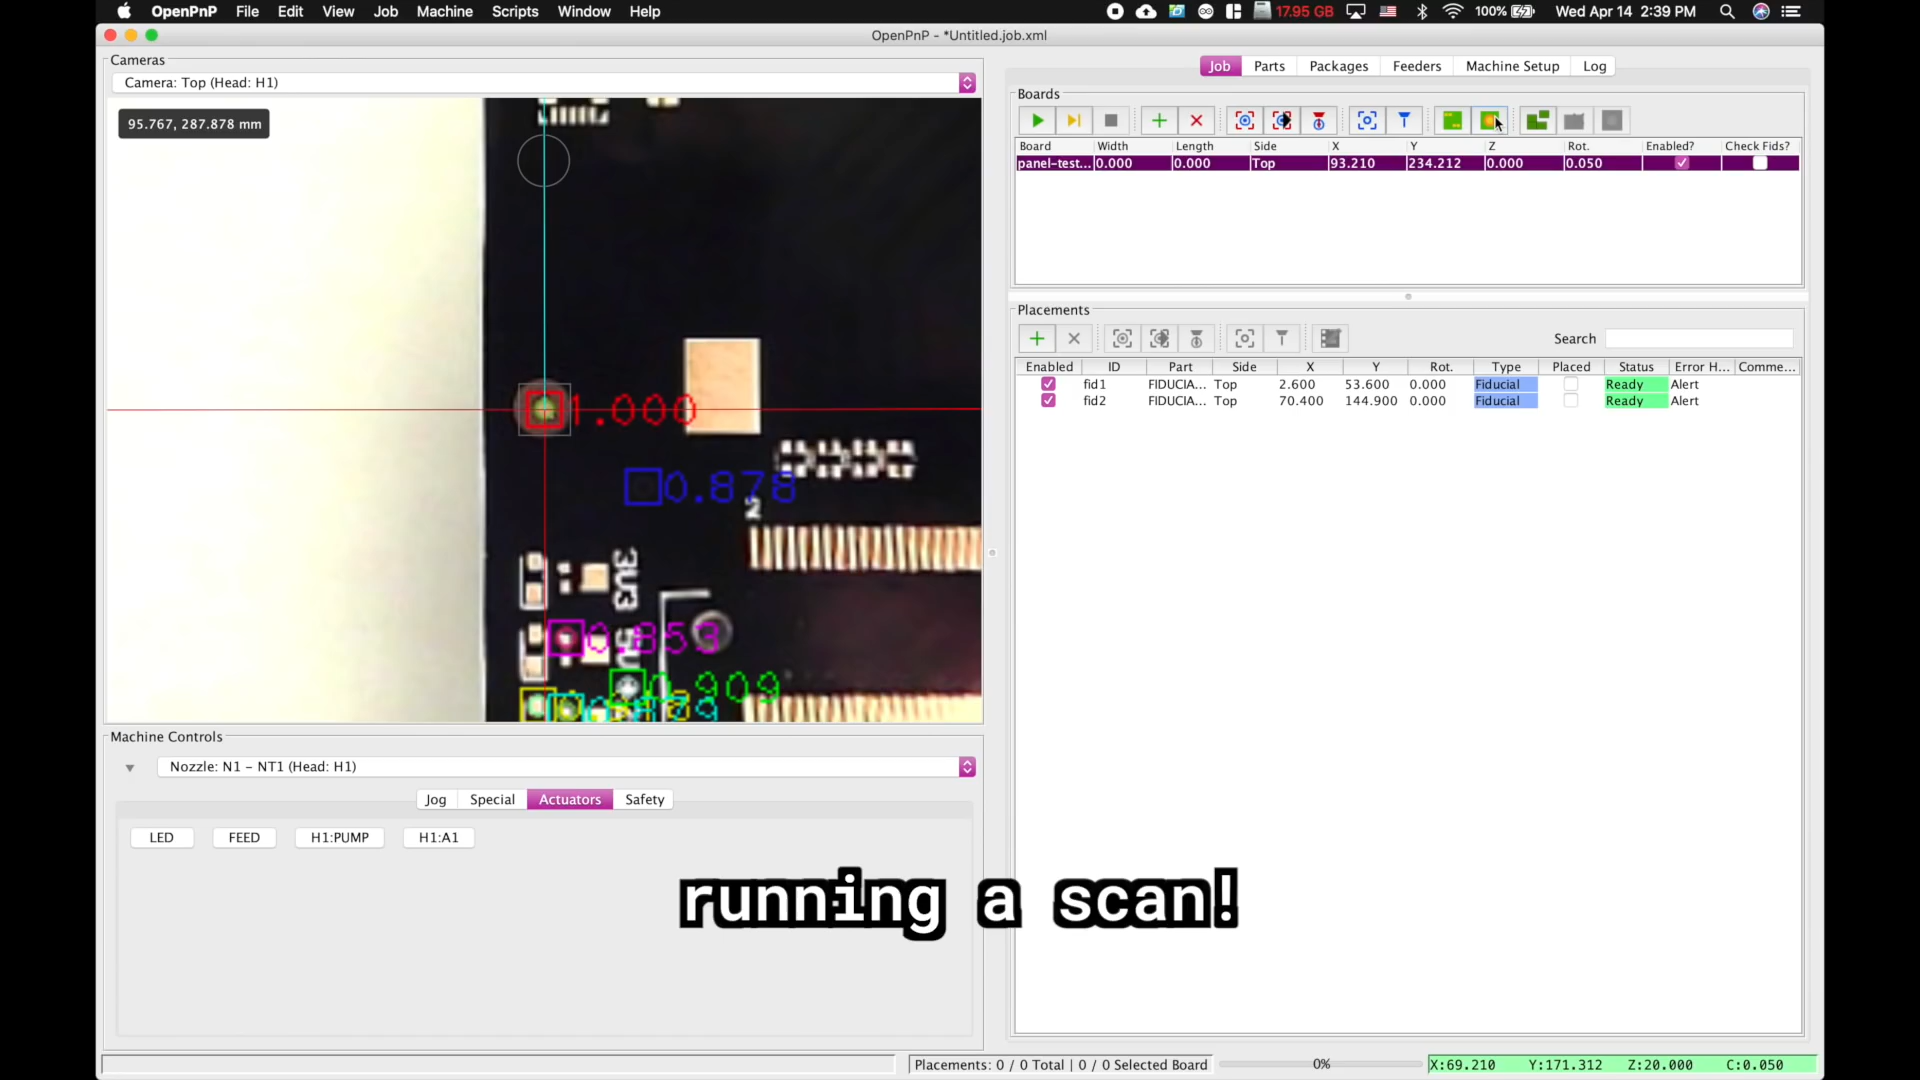 OpenPnP File Edit View Job Machine Scripts Window Help
17.95 GB 100% Wed Apr 14 2:39 PM
OpenPnP - *Untitled.job.xml
Cameras
Camera: Top (Head: H1)
95.767, 287.878 mm
1.000
0.878
2
3V3
0.853
0.909
Machine Controls
Nozzle: N1 - NT1 (Head: H1)
Jog Special Actuators Safety
LED FEED H1:PUMP H1:A1
Job Parts Packages Feeders Machine Setup Log
Boards
Board Width Length Side X Y Z Rot. Enabled? Check Fids?
panel-test... 0.000 0.000 Top 93.210 234.212 0.000 0.050
Placements
Search
Enabled ID Part Side X Y Rot. Type Placed Status Error H... Comme...
fid1 FIDUCIA... Top 2.600 53.600 0.000 Fiducial Ready Alert
fid2 FIDUCIA... Top 70.400 144.900 0.000 Fiducial Ready Alert
running a scan!
Placements: 0 / 0 Total | 0 / 0 Selected Board 0% X:69.210 Y:171.312 Z:20.000 C:0.050